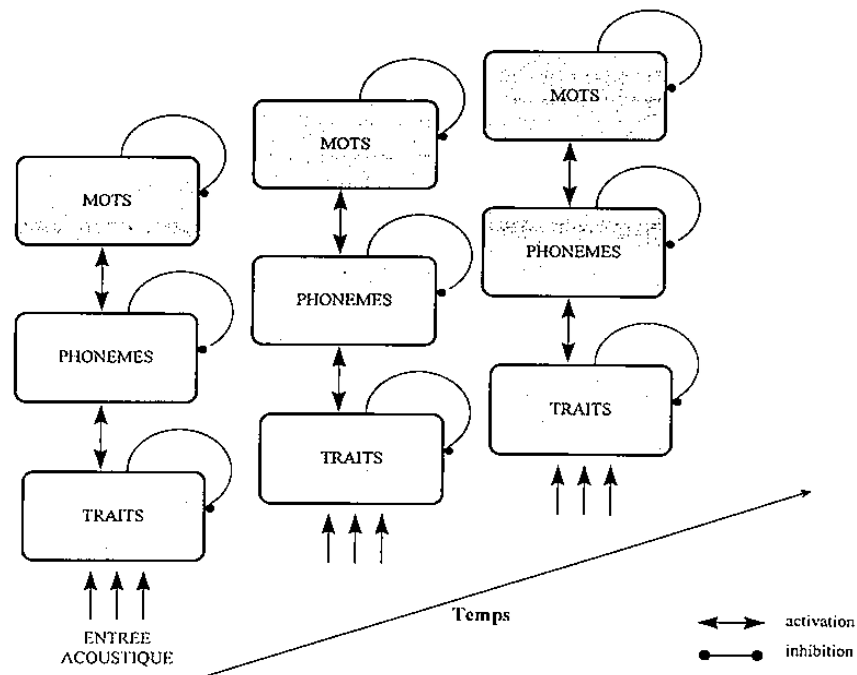 MOTS
PHONEMES
TRAITS
ENTREE
ACOUSTIQUE
MOTS
PHONEMES
TRAITS
MOTS
PHONEMES
TRAITS
Temps
activation
inhibition